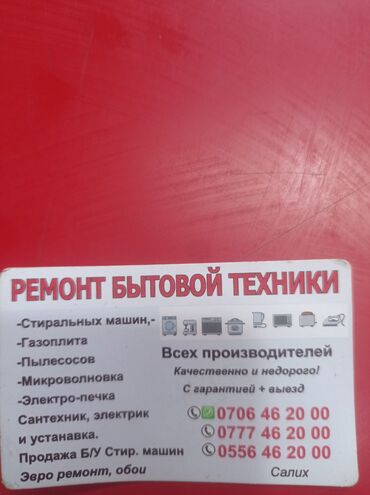 РЕМОНТ БЫТОВОЙ ТЕХНИКИ
-Стиральных машин,-
-Газоплита
-Пылесосов
-Микроволновка
-Электро-печка
Сантехник, электрик
и устанавка.
Продажа Б/У Стир. машин
Эвро ремонт, обои
Всех производителей
Качественно и недорого!
С гарантией + выезд
0706 46 20 00
0777 46 20 00
0556 46 20 00
Салих